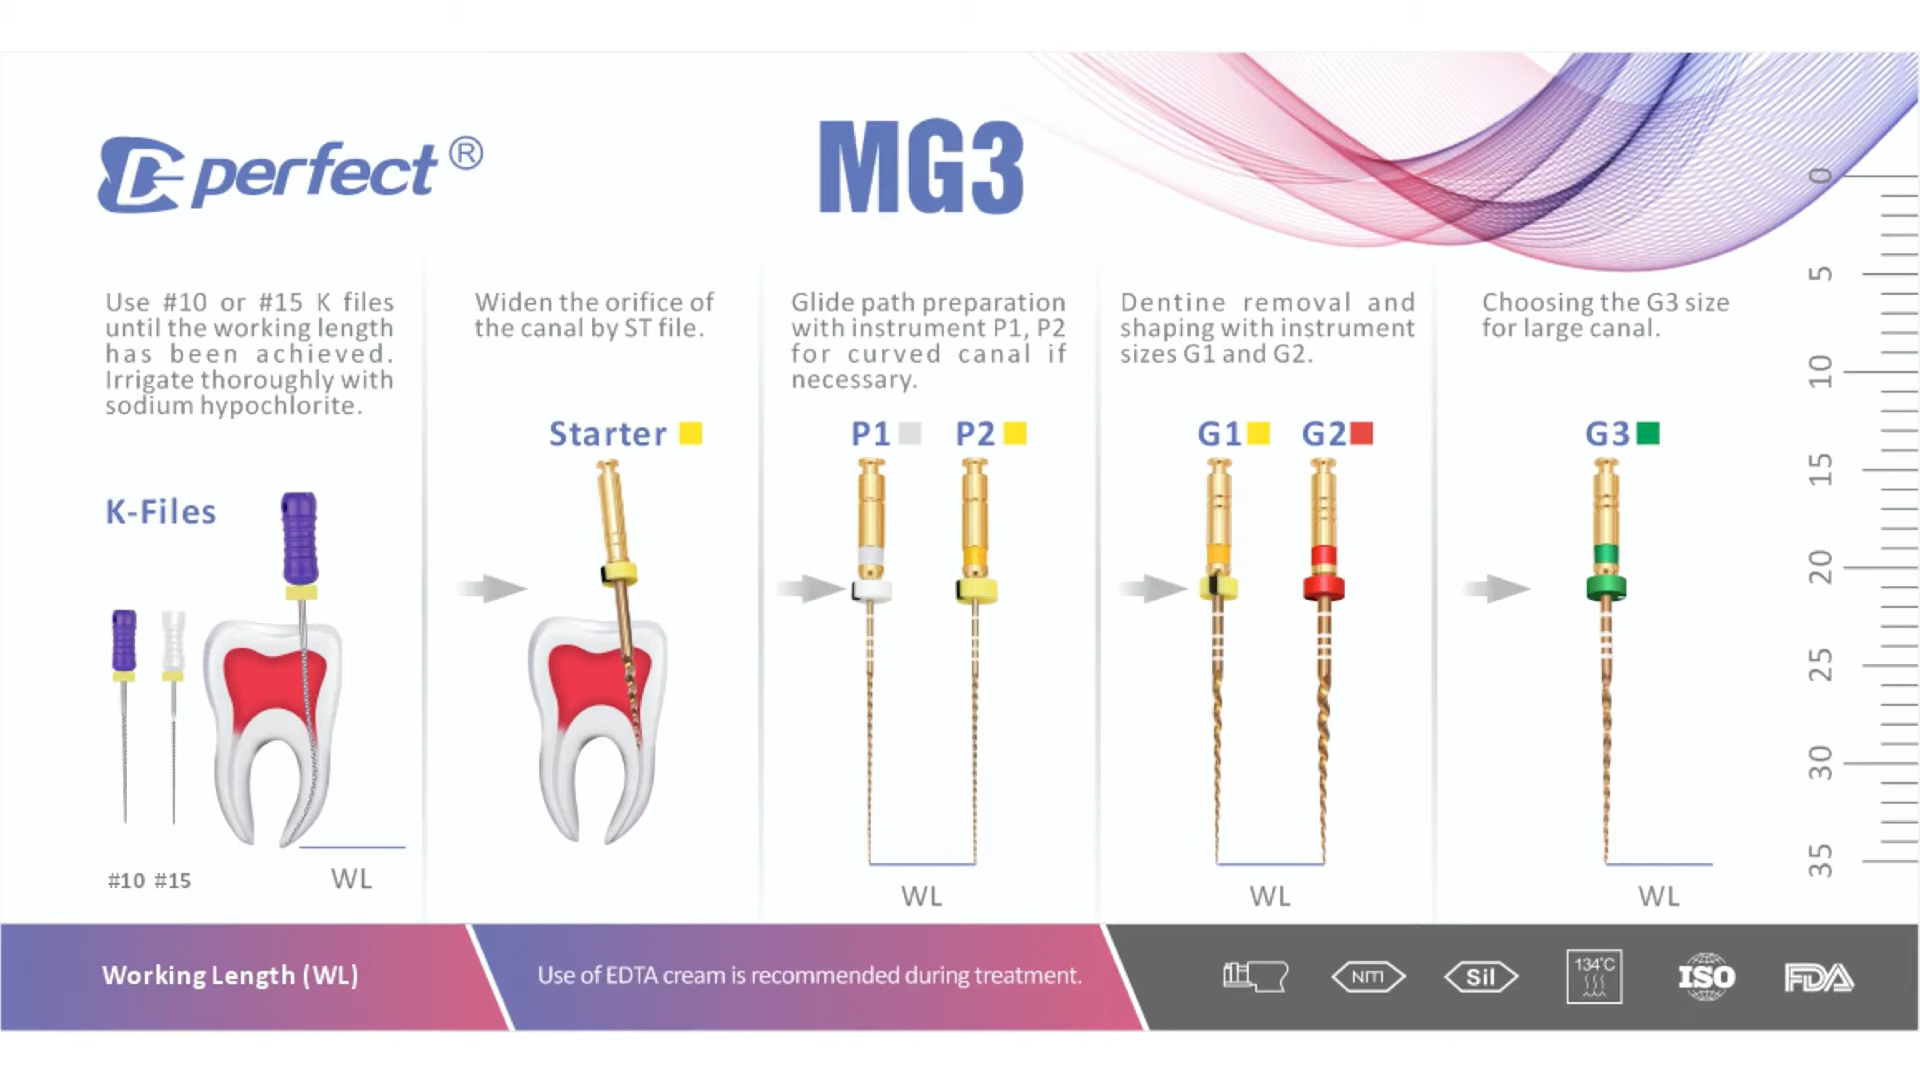 perfect®
MG3
Use #10 or #15 K files
until the working length
has been achieved.
Irrigate thoroughly with
sodium hypochlorite.
K-Files
#10 #15
WL
Widen the orifice of
the canal by ST file.
Starter
Glide path preparation
with instrument P1, P2
for curved canal if
necessary.
P1 P2
WL
Dentine removal and
shaping with instrument
sizes G1 and G2.
G1 G2
WL
Choosing the G3 size
for large canal.
G3
WL
0
5
10
15
20
25
30
35
Working Length (WL)
Use of EDTA cream is recommended during treatment.
NiTi
Sil
134°C
ISO
FDA